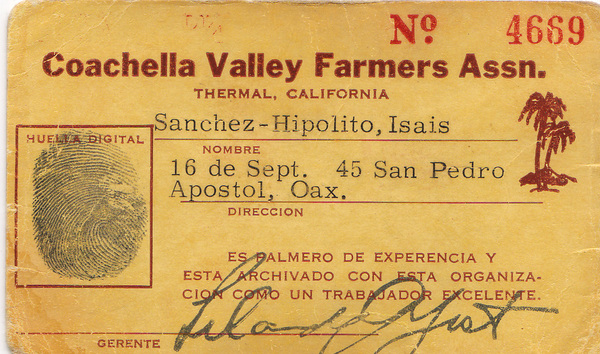 Nº 4669
Coachella Valley Farmers Assn.
THERMAL, CALIFORNIA
HUELLA DIGITAL
Sanchez-Hipolito, Isais
NOMBRE
16 de Sept. 45 San Pedro
Apostol, Oax.
DIRECCION
ES PALMERO DE EXPERENCIA Y
ESTA ARCHIVADO CON ESTA ORGANIZA-
CION COMO UN TRABAJADOR EXCELENTE.
GERENTE